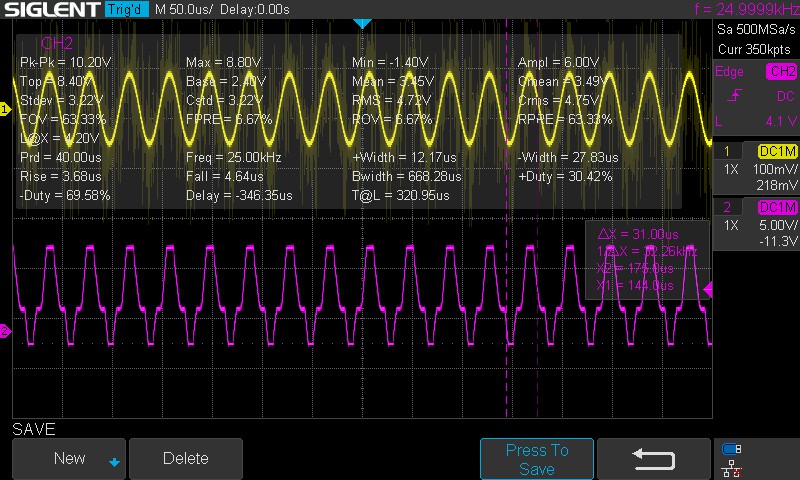 SIGLENT Trig'd M 50.0us/ Delay:0.00s f = 24.9999kHz
Sa 500MSa/s
Curr 350kpts
Edge CH2
DC
L 4.1 V
1 DC1M
1X 100mV/
218mV
2 DC1M
1X 5.00V/
-11.3V
CH2
Pk-Pk = 10.20V Max = 8.80V Min = -1.40V Ampl = 6.00V
Top = 8.40V Base = 2.40V Mean = 3.45V Cmean = 3.49V
Stdev = 3.22V Cstd = 3.22V RMS = 4.72V Crms = 4.75V
FOV = 63.33% FPRE = 6.67% ROV = 6.67% RPRE = 63.33%
L@X = 4.20V
Prd = 40.00us Freq = 25.00kHz +Width = 12.17us -Width = 27.83us
Rise = 3.68us Fall = 4.64us Bwidth = 668.28us +Duty = 30.42%
-Duty = 69.58% Delay = -346.35us T@L = 320.95us
1
△X = 31.00us
1/△X = 32.26kHz
X2 = 175.0us
X1 = 144.0us
2
SAVE
New Delete Press To Save